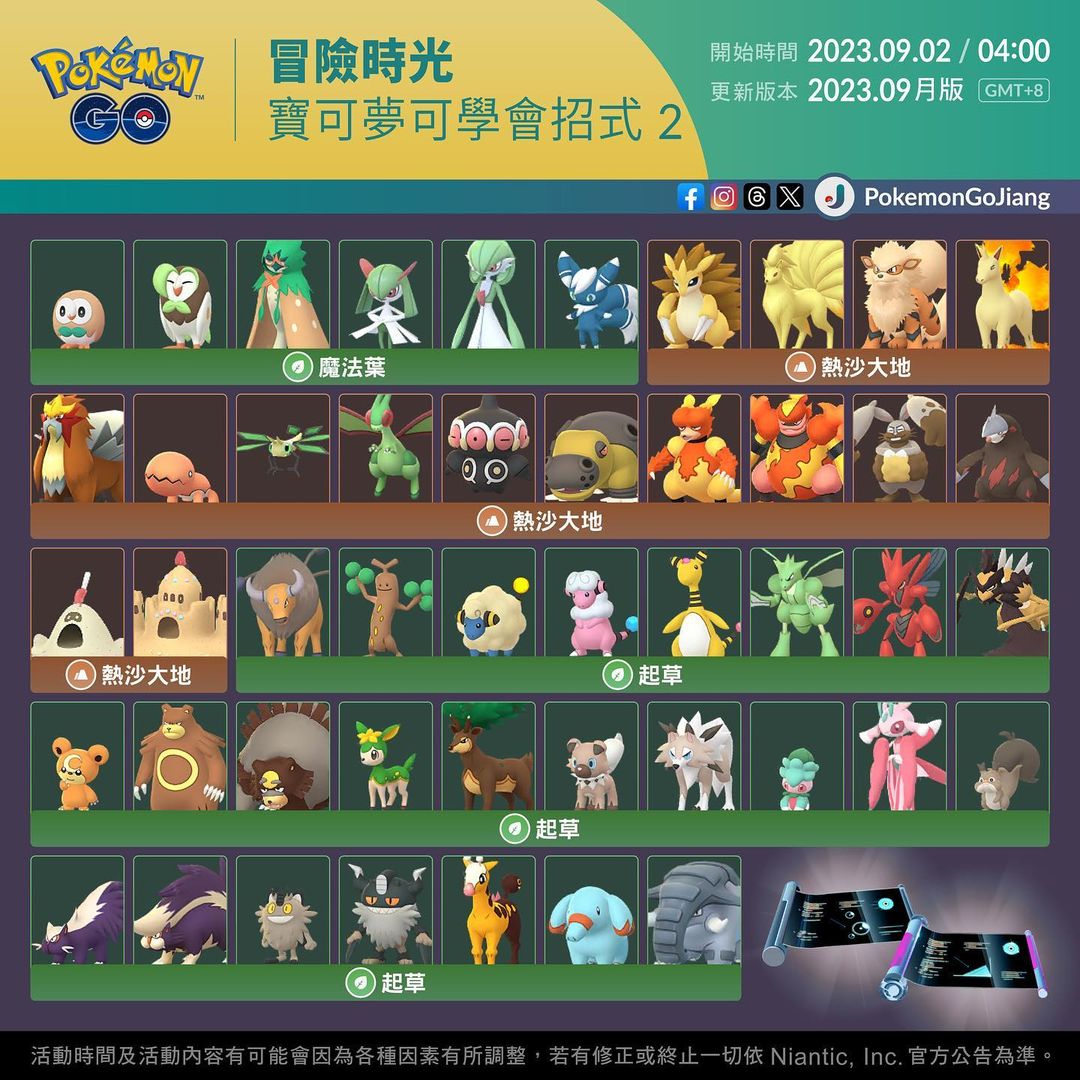 POKÉMON GO™
冒險時光
寶可夢可學會招式 2
開始時間 2023.09.02 / 04:00
更新版本 2023.09月版 GMT+8
PokemonGoJiang
魔法葉
熱沙大地
熱沙大地
熱沙大地
起草
起草
起草
活動時間及活動內容有可能會因為各種因素有所調整，若有修正或終止一切依 Niantic, Inc. 官方公告為準。